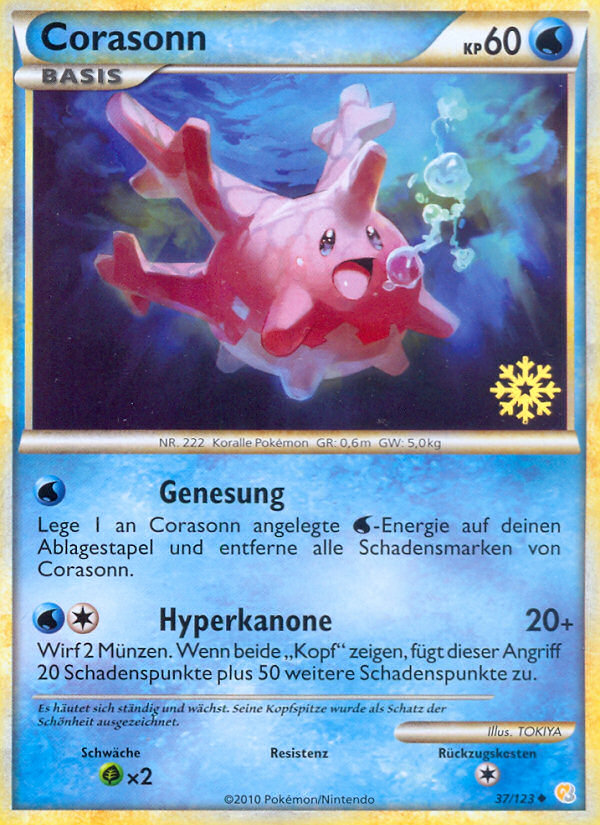 Corasonn
KP60
BASIS
NR. 222 Koralle Pokémon GR: 0,6m GW: 5,0kg
Genesung
Lege 1 an Corasonn angelegte -Energie auf deinen
Ablagestapel und entferne alle Schadensmarken von
Corasonn.
Hyperkanone 20+
Wirf 2 Münzen. Wenn beide „Kopf“ zeigen, fügt dieser Angriff
20 Schadenspunkte plus 50 weitere Schadenspunkte zu.
Es häutet sich ständig und wächst. Seine Kopfspitze wurde als Schatz der
Schönheit ausgezeichnet.
Illus. TOKIYA
Schwäche Resistenz Rückzugskosten
×2
©2010 Pokémon/Nintendo 37/123 ◆